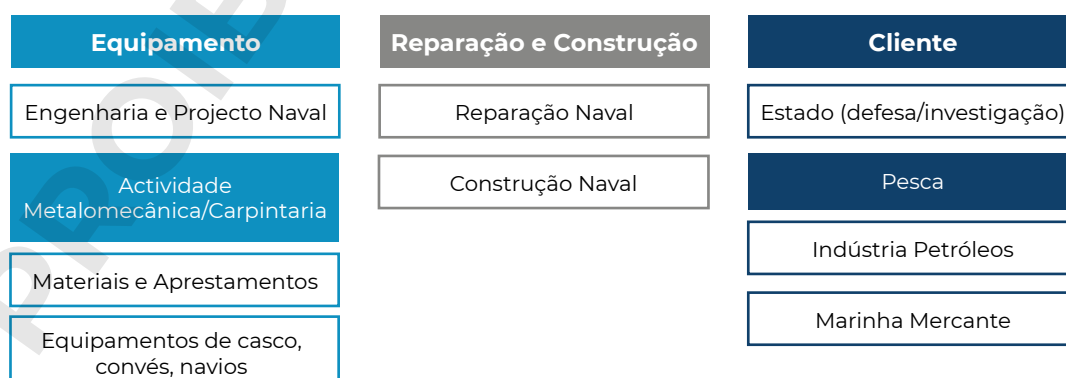 Equipamento
Engenharia e Projecto Naval
Actividade
Metalomecânica/Carpintaria
Materiais e Aprestamentos
Equipamentos de casco,
convés, navios
Reparação e Construção
Reparação Naval
Construção Naval
Cliente
Estado (defesa/investigação)
Pesca
Indústria Petróleos
Marinha Mercante